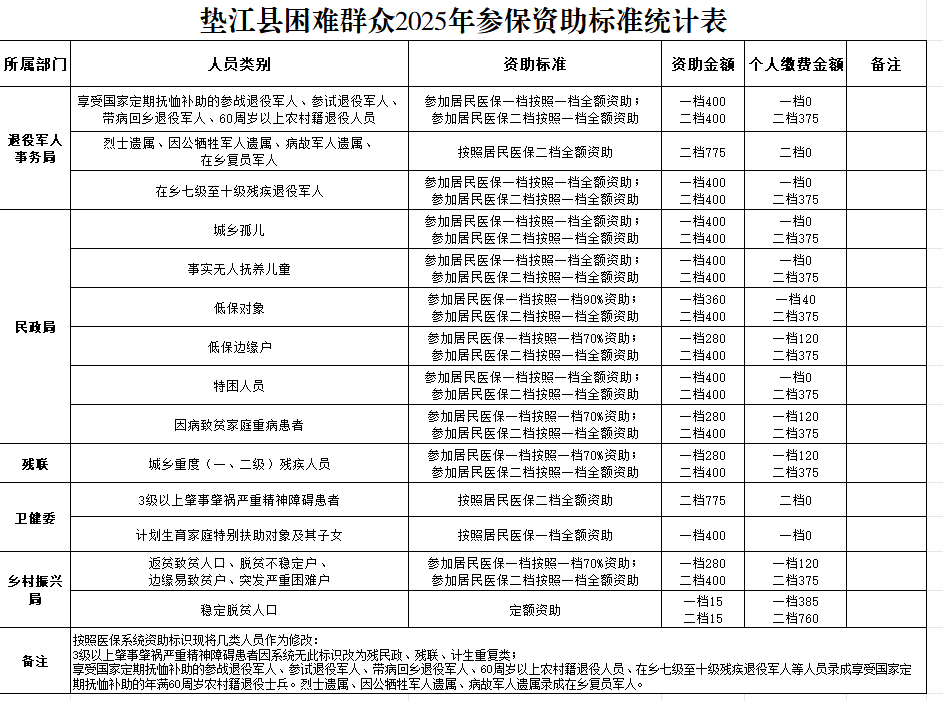 垫江县困难群众2025年参保资助标准统计表
所属部门 人员类别 资助标准 资助金额 个人缴费金额 备注
退役军人
事务局
享受国家定期抚恤补助的参战退役军人、参试退役军人、
带病回乡退役军人、60周岁以上农村籍退役人员
参加居民医保一档按照一档全额资助；
参加居民医保二档按照一档全额资助
一档400
二档400
一档0
二档375
烈士遗属、因公牺牲军人遗属、病故军人遗属、
在乡复员军人
按照居民医保二档全额资助
二档775
二档0
在乡七级至十级残疾退役军人
参加居民医保一档按照一档全额资助；
参加居民医保二档按照一档全额资助
一档400
二档400
一档0
二档375
民政局
城乡孤儿
参加居民医保一档按照一档全额资助；
参加居民医保二档按照一档全额资助
一档400
二档400
一档0
二档375
事实无人抚养儿童
参加居民医保一档按照一档全额资助；
参加居民医保二档按照一档全额资助
一档400
二档400
一档0
二档375
低保对象
参加居民医保一档按照一档90%资助；
参加居民医保二档按照一档全额资助
一档360
二档400
一档40
二档375
低保边缘户
参加居民医保一档按照一档70%资助；
参加居民医保二档按照一档全额资助
一档280
二档400
一档120
二档375
特困人员
参加居民医保一档按照一档全额资助；
参加居民医保二档按照一档全额资助
一档400
二档400
一档0
二档375
因病致贫家庭重病患者
参加居民医保一档按照一档70%资助；
参加居民医保二档按照一档全额资助
一档280
二档400
一档120
二档375
残联
城乡重度（一、二级）残疾人员
参加居民医保一档按照一档70%资助；
参加居民医保二档按照一档全额资助
一档280
二档400
一档120
二档375
卫健委
3级以上肇事肇祸严重精神障碍患者
按照居民医保二档全额资助
二档775
二档0
计划生育家庭特别扶助对象及其子女
按照居民医保一档全额资助
一档400
一档0
乡村振兴
局
返贫致贫人口、脱贫不稳定户、
边缘易致贫户、突发严重困难户
参加居民医保一档按照一档70%资助；
参加居民医保二档按照一档全额资助
一档280
二档400
一档120
二档375
稳定脱贫人口
定额资助
一档15
二档15
一档385
二档760
备注
按照医保系统资助标识现将几类人员作为修改：
3级以上肇事肇祸严重精神障碍患者因系统无此标识改为残民政、残联、计生重复类；
享受国家定期抚恤补助的参战退役军人、参试退役军人、带病回乡退役军人、60周岁以上农村籍退役人员、在乡七级至十级残疾退役军人等人员录成享受国家定
期抚恤补助的年满60周岁农村籍退役士兵。烈士遗属、因公牺牲军人遗属、病故军人遗属录成在乡复员军人。